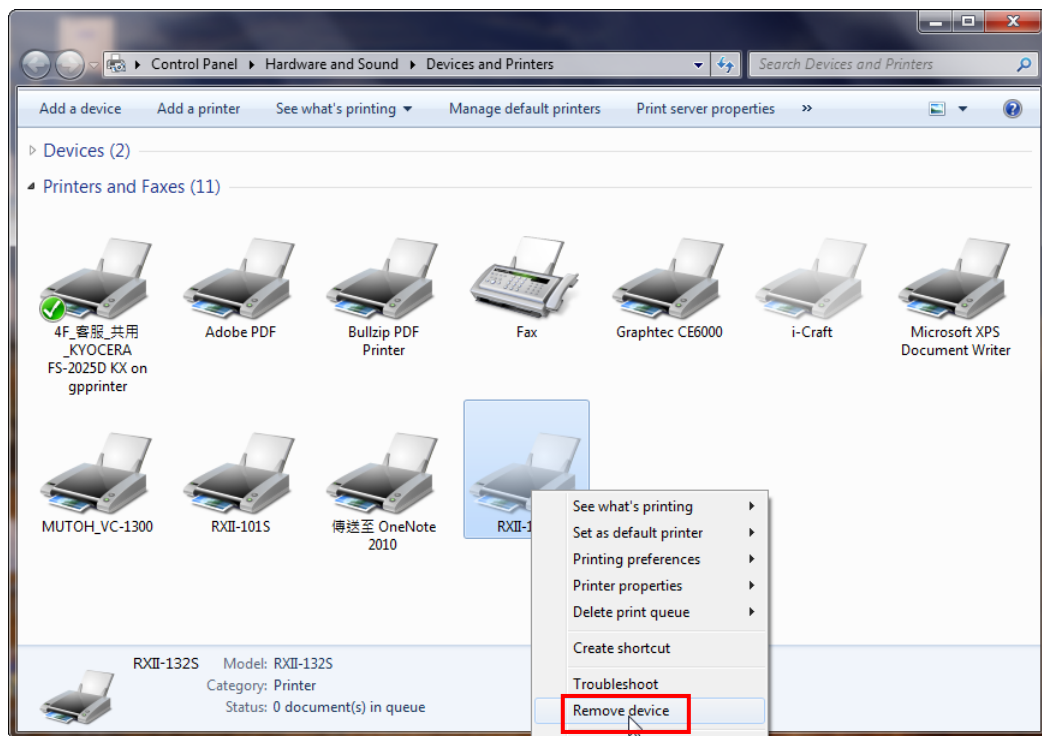 Control Panel Hardware and Sound Devices and Printers
Search Devices and Printers
Add a device Add a printer See what's printing Manage default printers Print server properties »
Devices (2)
Printers and Faxes (11)
4F_客服_共用
_KYOCERA
FS-2025D KX on
gpprinter
Adobe PDF
Bullzip PDF
Printer
Fax
Graphtec CE6000
i-Craft
Microsoft XPS
Document Writer
MUTOH_VC-1300
RXII-101S
傳送至 OneNote
2010
RXII-1
See what's printing
Set as default printer
Printing preferences
Printer properties
Delete print queue
Create shortcut
Troubleshoot
Remove device
RXII-132S Model: RXII-132S
Category: Printer
Status: 0 document(s) in queue